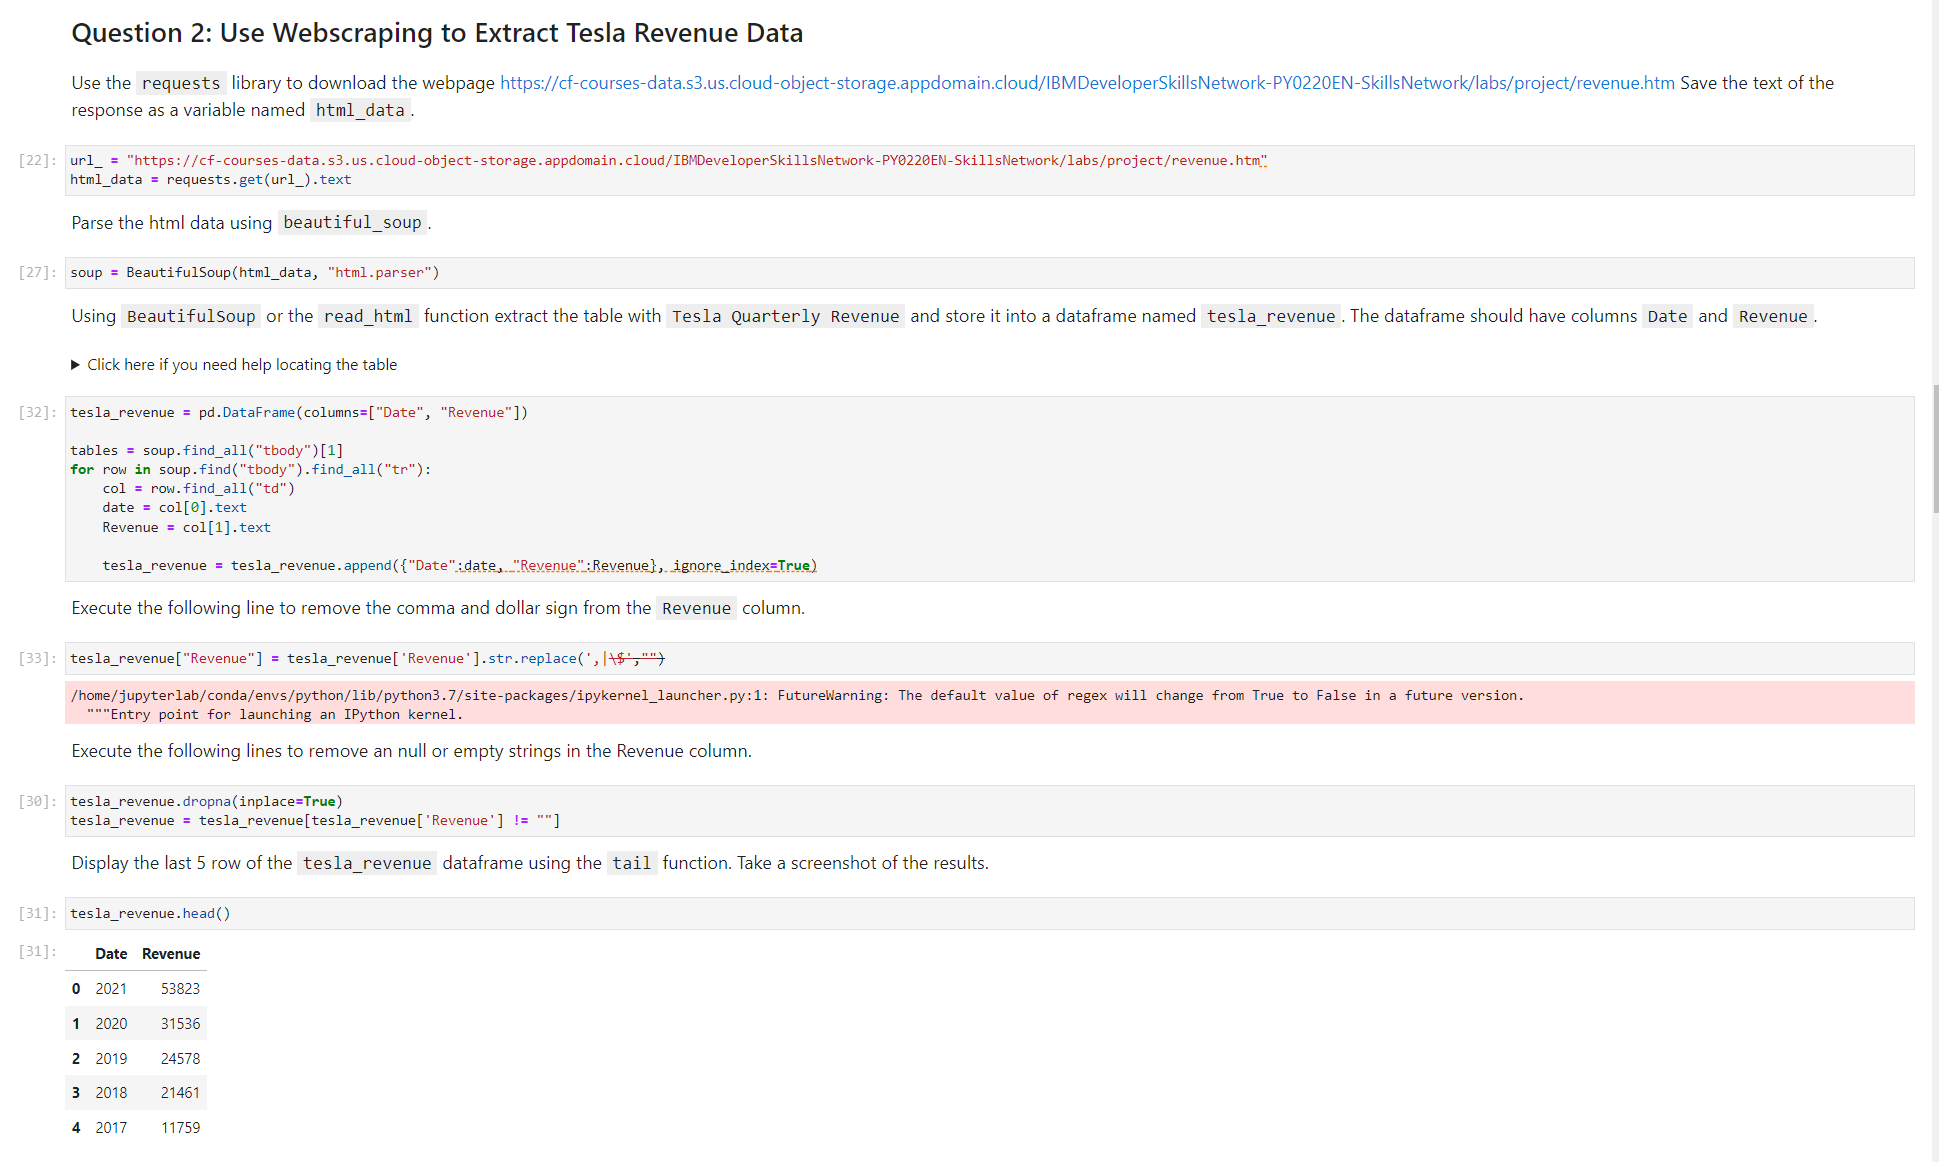 Question 2: Use Webscraping to Extract Tesla Revenue Data
Use the requests library to download the webpage https://cf-courses-data.s3.us.cloud-object-storage.appdomain.cloud/IBMDeveloperSkillsNetwork-PY0220EN-SkillsNetwork/labs/project/revenue.htm Save the text of the
response as a variable named html_data.
[22]: url_ = "https://cf-courses-data.s3.us.cloud-object-storage.appdomain.cloud/IBMDeveloperSkillsNetwork-PY0220EN-SkillsNetwork/labs/project/revenue.htm"
html_data = requests.get(url_).text
Parse the html data using beautiful_soup.
[27]: soup = BeautifulSoup(html_data, "html.parser")
Using BeautifulSoup or the read_html function extract the table with Tesla Quarterly Revenue and store it into a dataframe named tesla_revenue. The dataframe should have columns Date and Revenue.
▶ Click here if you need help locating the table
[32]: tesla_revenue = pd.DataFrame(columns=["Date", "Revenue"])
tables = soup.find_all("tbody")[1]
for row in soup.find("tbody").find_all("tr"):
    col = row.find_all("td")
    date = col[0].text
    Revenue = col[1].text
    tesla_revenue = tesla_revenue.append({"Date":date, "Revenue":Revenue}, ignore_index=True)
Execute the following line to remove the comma and dollar sign from the Revenue column.
[33]: tesla_revenue["Revenue"] = tesla_revenue['Revenue'].str.replace(',|\$',"")
/home/jupyterlab/conda/envs/python/lib/python3.7/site-packages/ipykernel_launcher.py:1: FutureWarning: The default value of regex will change from True to False in a future version.
  """Entry point for launching an IPython kernel.
Execute the following lines to remove an null or empty strings in the Revenue column.
[30]: tesla_revenue.dropna(inplace=True)
tesla_revenue = tesla_revenue[tesla_revenue['Revenue'] != ""]
Display the last 5 row of the tesla_revenue dataframe using the tail function. Take a screenshot of the results.
[31]: tesla_revenue.head()
[31]: Date Revenue
0 2021 53823
1 2020 31536
2 2019 24578
3 2018 21461
4 2017 11759